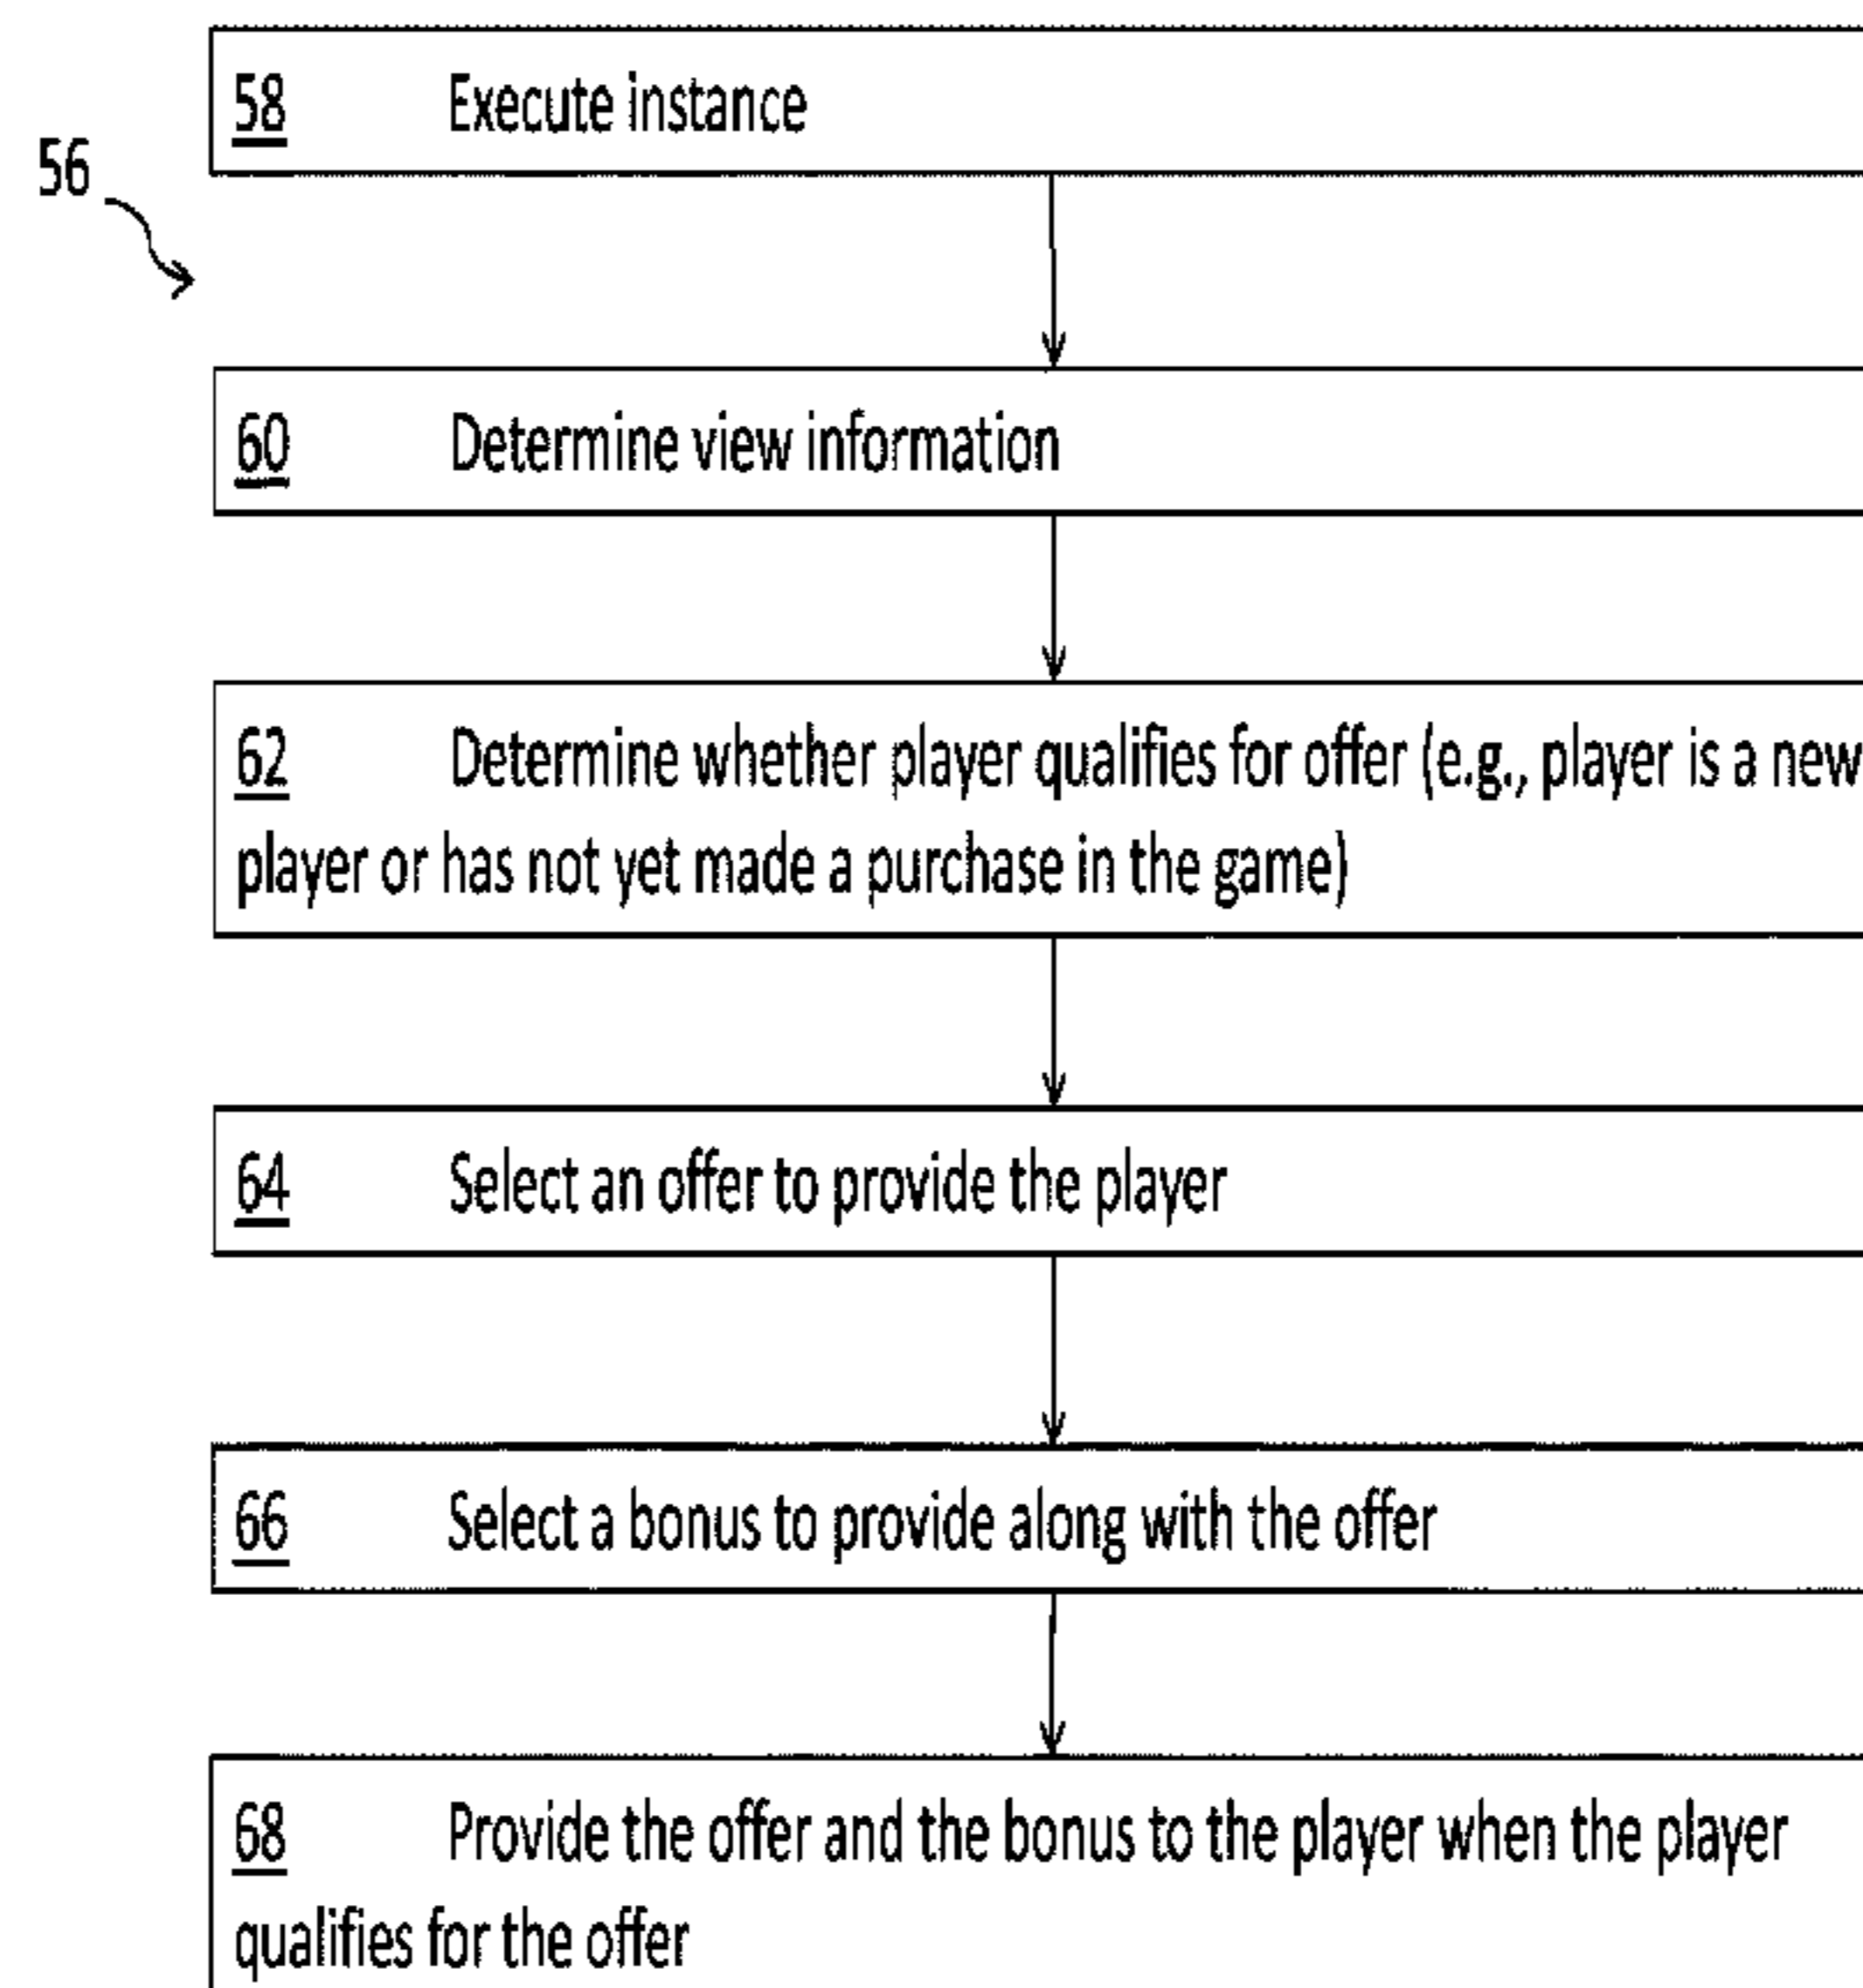 58 Execute instance
56
60 Determine view information
62 Determine whether player qualifies for offer (e.g., player is a new
player or has not yet made a purchase in the game)
64 Select an offer to provide the player
66 Select a bonus to provide along with the offer
68 Provide the offer and the bonus to the player when the player
qualifies for the offer